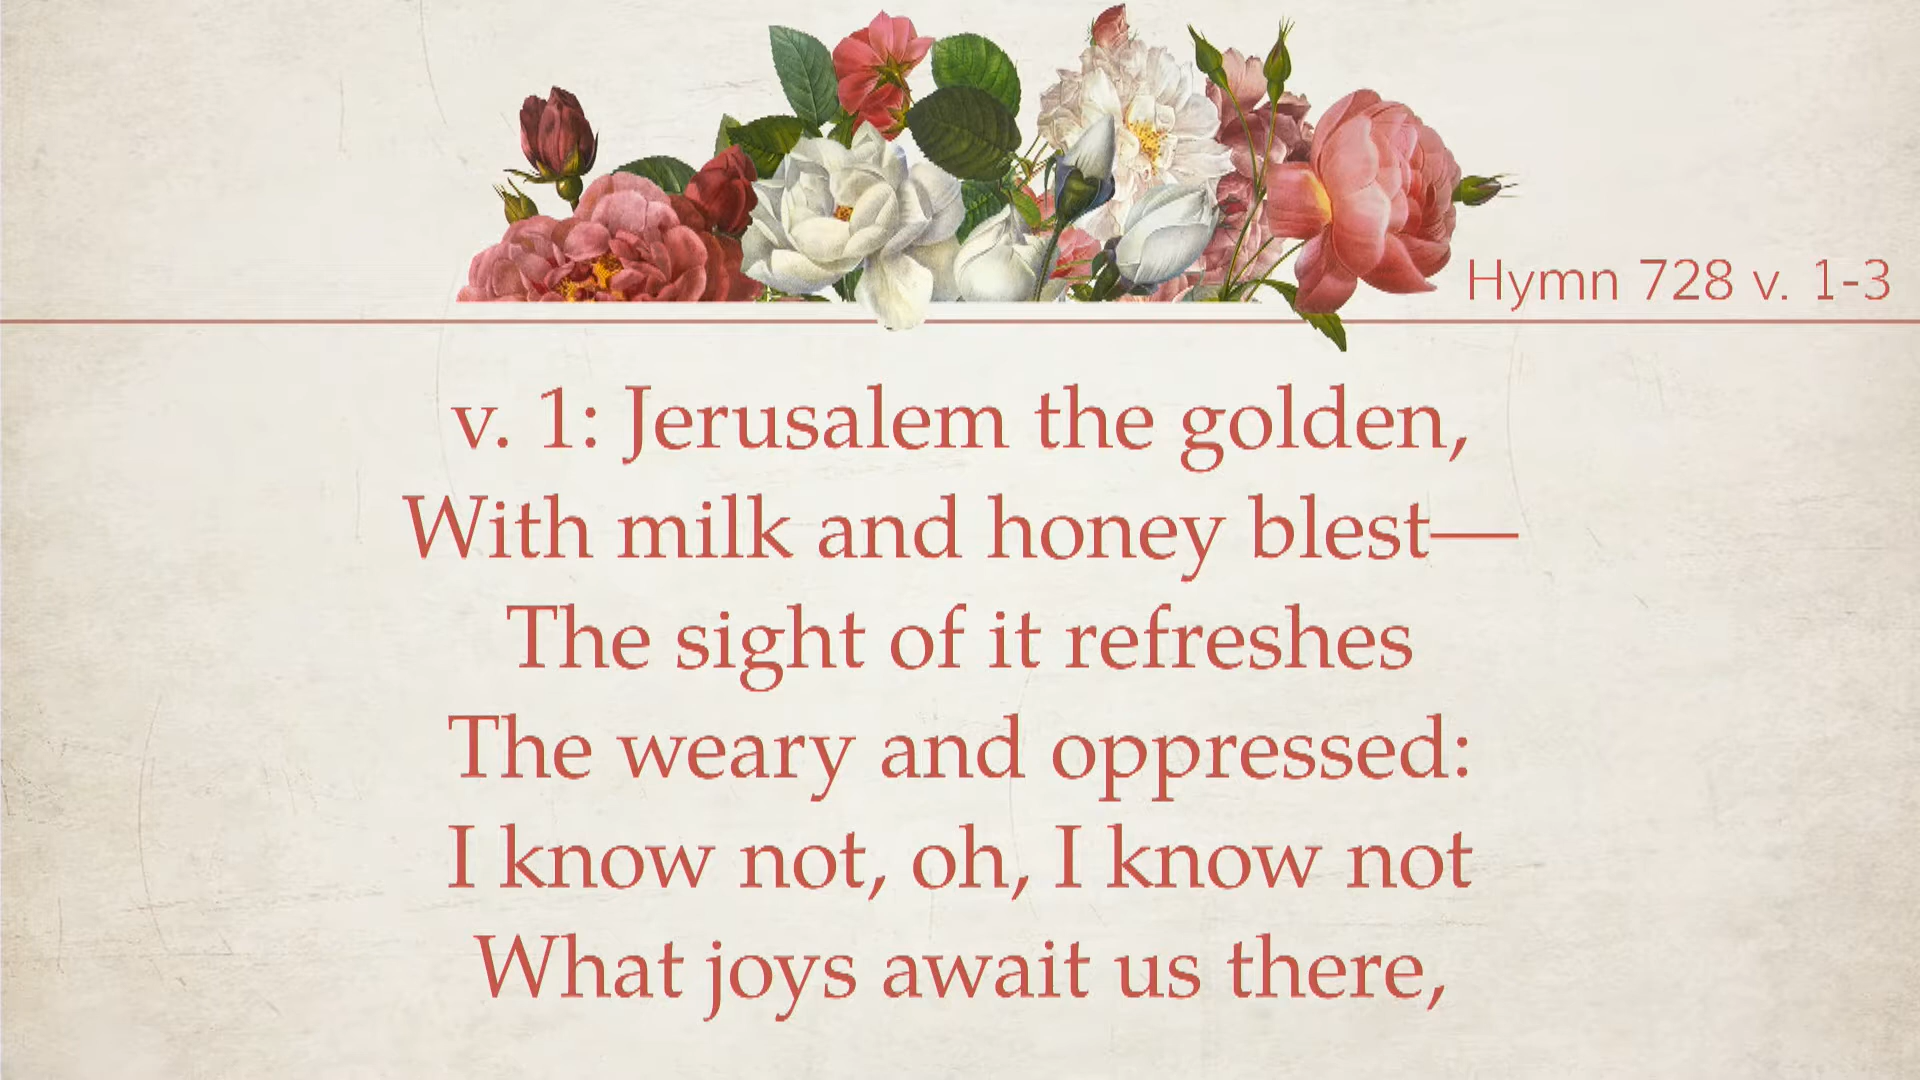 Hymn 728 v. 1-3
v. 1: Jerusalem the golden,
With milk and honey blest—
The sight of it refreshes
The weary and oppressed:
I know not, oh, I know not
What joys await us there,